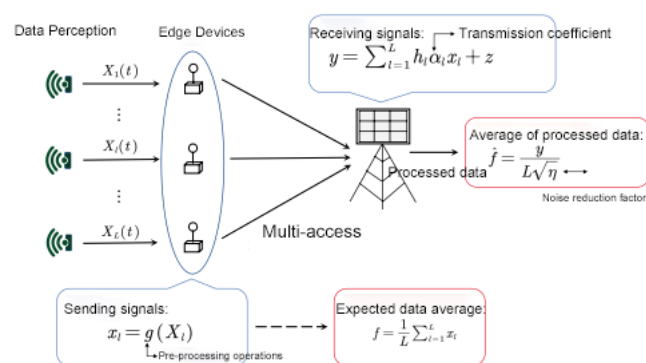 Data Perception
Edge Devices
Receiving signals:
Transmission coefficient
y = ∑_{l=1}^{L} h_l α_l x_l + z
X_1(t)
⋮
X_l(t)
⋮
X_L(t)
Multi-access
Processed data
Average of processed data:
f̂ = y / (L√η)
Noise reduction factor
Sending signals:
x_l = g(X_l)
Pre-processing operations
Expected data average:
f = 1/L ∑_{l=1}^{L} x_l